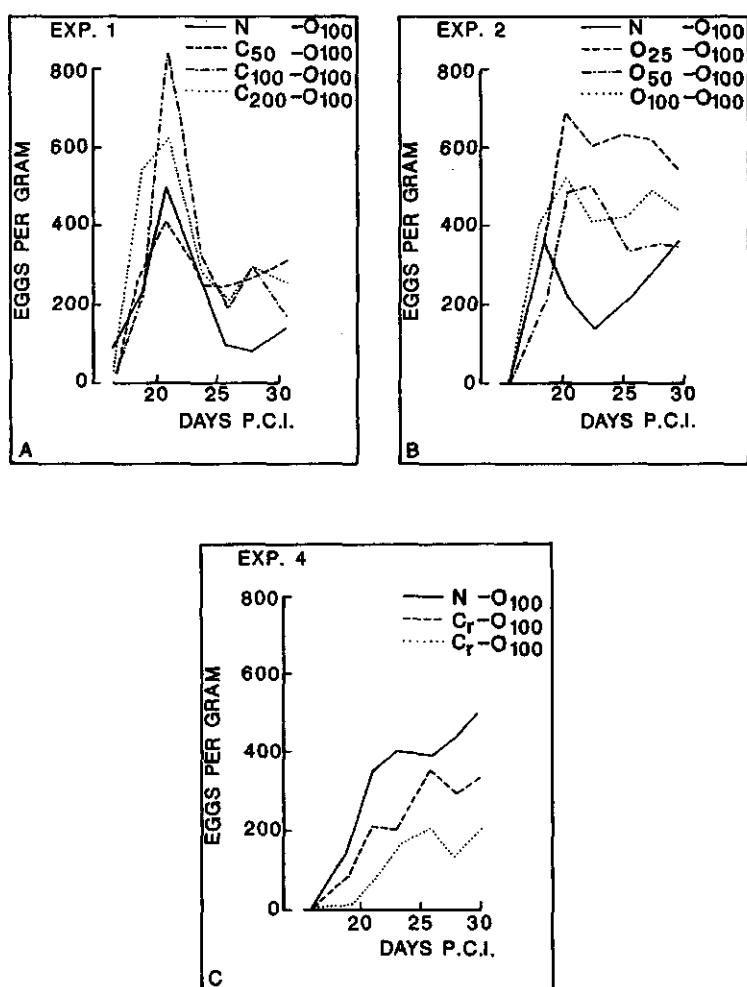 EXP. 1
N -O100
C50 -O100
C100-O100
C200-O100
800
600
400
200
0
EGGS PER GRAM
20 25 30
DAYS P.C.I.
A
EXP. 2
N -O100
O25 -O100
O50 -O100
O100-O100
800
600
400
200
0
EGGS PER GRAM
20 25 30
DAYS P.C.I.
B
EXP. 4
N -O100
Cr-O100
Cr-O100
800
600
400
200
0
EGGS PER GRAM
20 25 30
DAYS P.C.I.
C